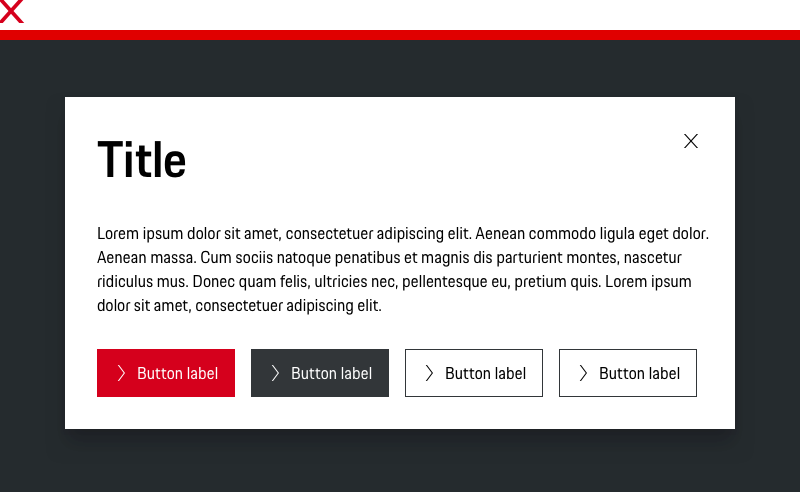 Title
Lorem ipsum dolor sit amet, consectetuer adipiscing elit. Aenean commodo ligula eget dolor.
Aenean massa. Cum sociis natoque penatibus et magnis dis parturient montes, nascetur
ridiculus mus. Donec quam felis, ultricies nec, pellentesque eu, pretium quis. Lorem ipsum
dolor sit amet, consectetuer adipiscing elit.
Button label Button label Button label Button label